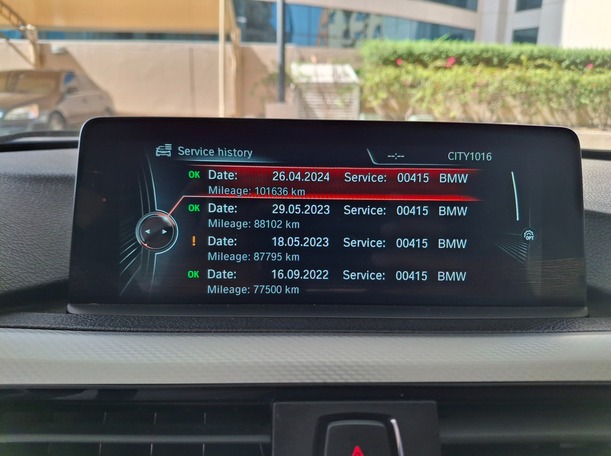 Service history
--:-- CITY1016
OK Date: 26.04.2024 Service: 00415 BMW
Mileage: 101636 km
OK Date: 29.05.2023 Service: 00415 BMW
Mileage: 88102 km
! Date: 18.05.2023 Service: 00415 BMW
Mileage: 87795 km
OK Date: 16.09.2022 Service: 00415 BMW
Mileage: 77500 km
OPT